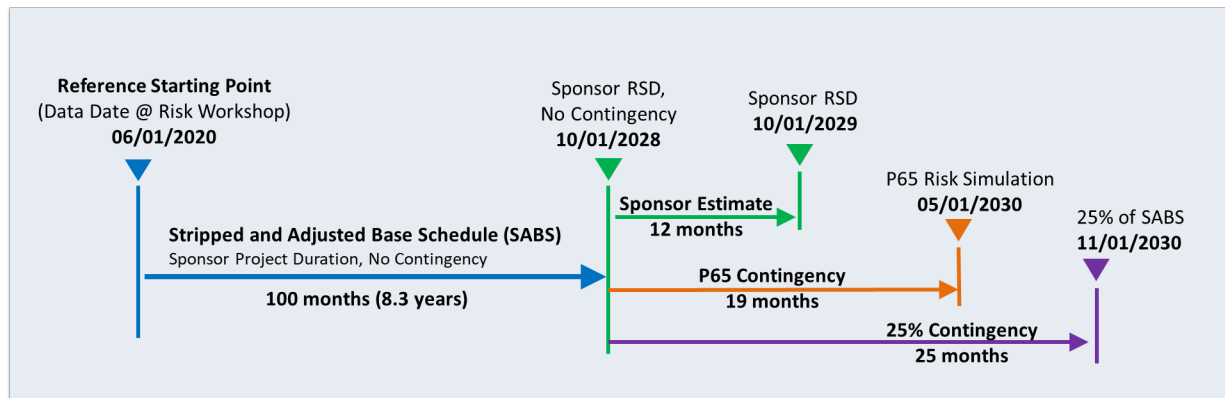 Reference Starting Point
(Data Date @ Risk Workshop)
06/01/2020
Sponsor RSD,
No Contingency
10/01/2028
Sponsor RSD
10/01/2029
P65 Risk Simulation
05/01/2030
25% of SABS
11/01/2030
Sponsor Estimate
12 months
Stripped and Adjusted Base Schedule (SABS)
Sponsor Project Duration, No Contingency
100 months (8.3 years)
P65 Contingency
19 months
25% Contingency
25 months